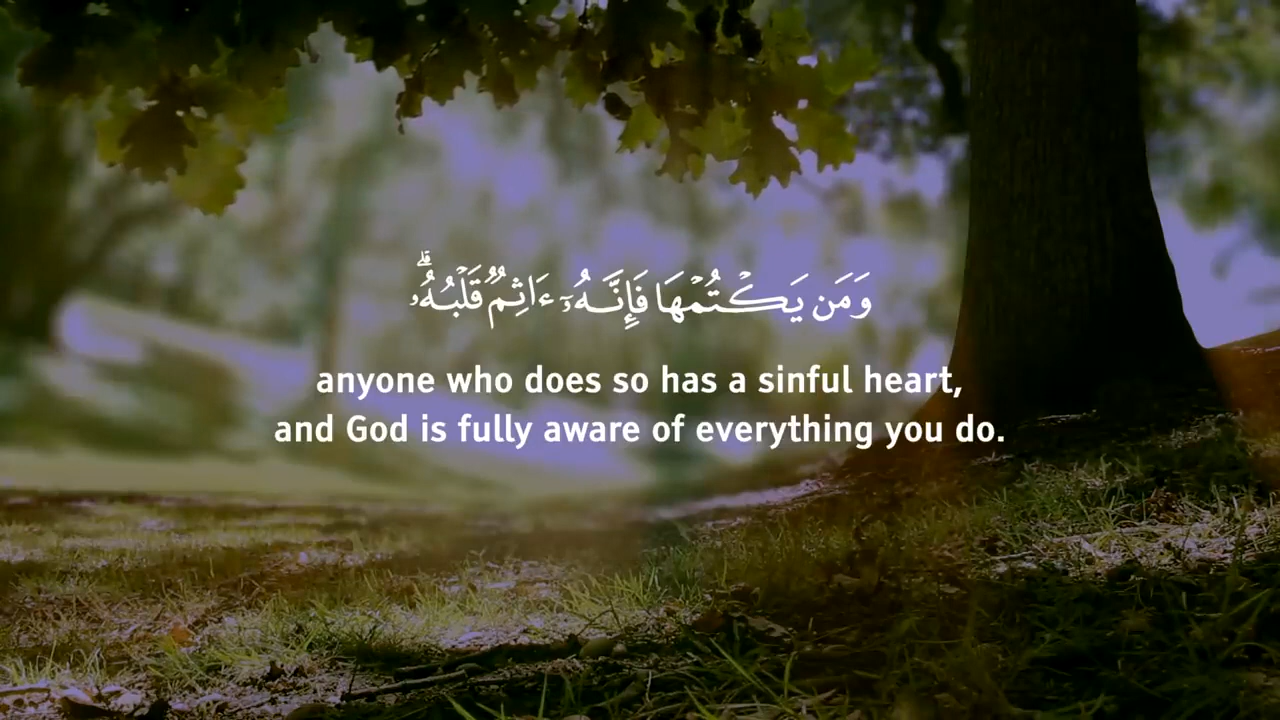 وَمَن يَكْتُمْهَا فَإِنَّهُۥٓ ءَاثِمٌۭ قَلْبُهُۥ ۗ
anyone who does so has a sinful heart,
and God is fully aware of everything you do.